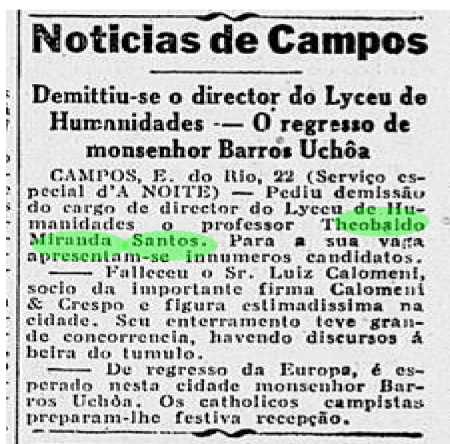 Noticias de Campos
Demittiu-se o director do Lyceu de
Humanidades — O regresso de
monsenhor Barros Uchôa
CAMPOS, E. do Rio, 22 (Serviço es-
pecial d'A NOITE) — Pediu demissão
do cargo de director do Lyceu de Hu-
manidades o professor Theobaldo
Miranda Santos. Para a sua vaga
apresentam-se innumeros candidatos.
— Falleceu o Sr. Luiz Calomeni,
socio da importante firma Calomeni
& Crespo e figura estimadissima na
cidade. Seu enterramento teve gran-
de concorrencia, havendo discursos á
beira do tumulo.
— De regresso da Europa, é es-
perado nesta cidade monsenhor Bar-
ros Uchôa. Os catholicos campistas
preparam-lhe festiva recepção.